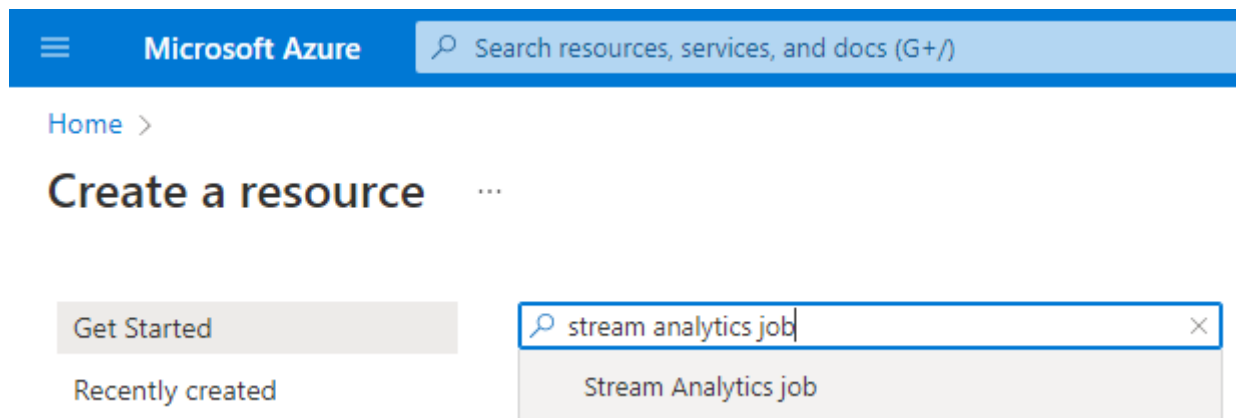 Microsoft Azure
Search resources, services, and docs (G+/)
Home >
Create a resource ...
Get Started
stream analytics job
Recently created
Stream Analytics job